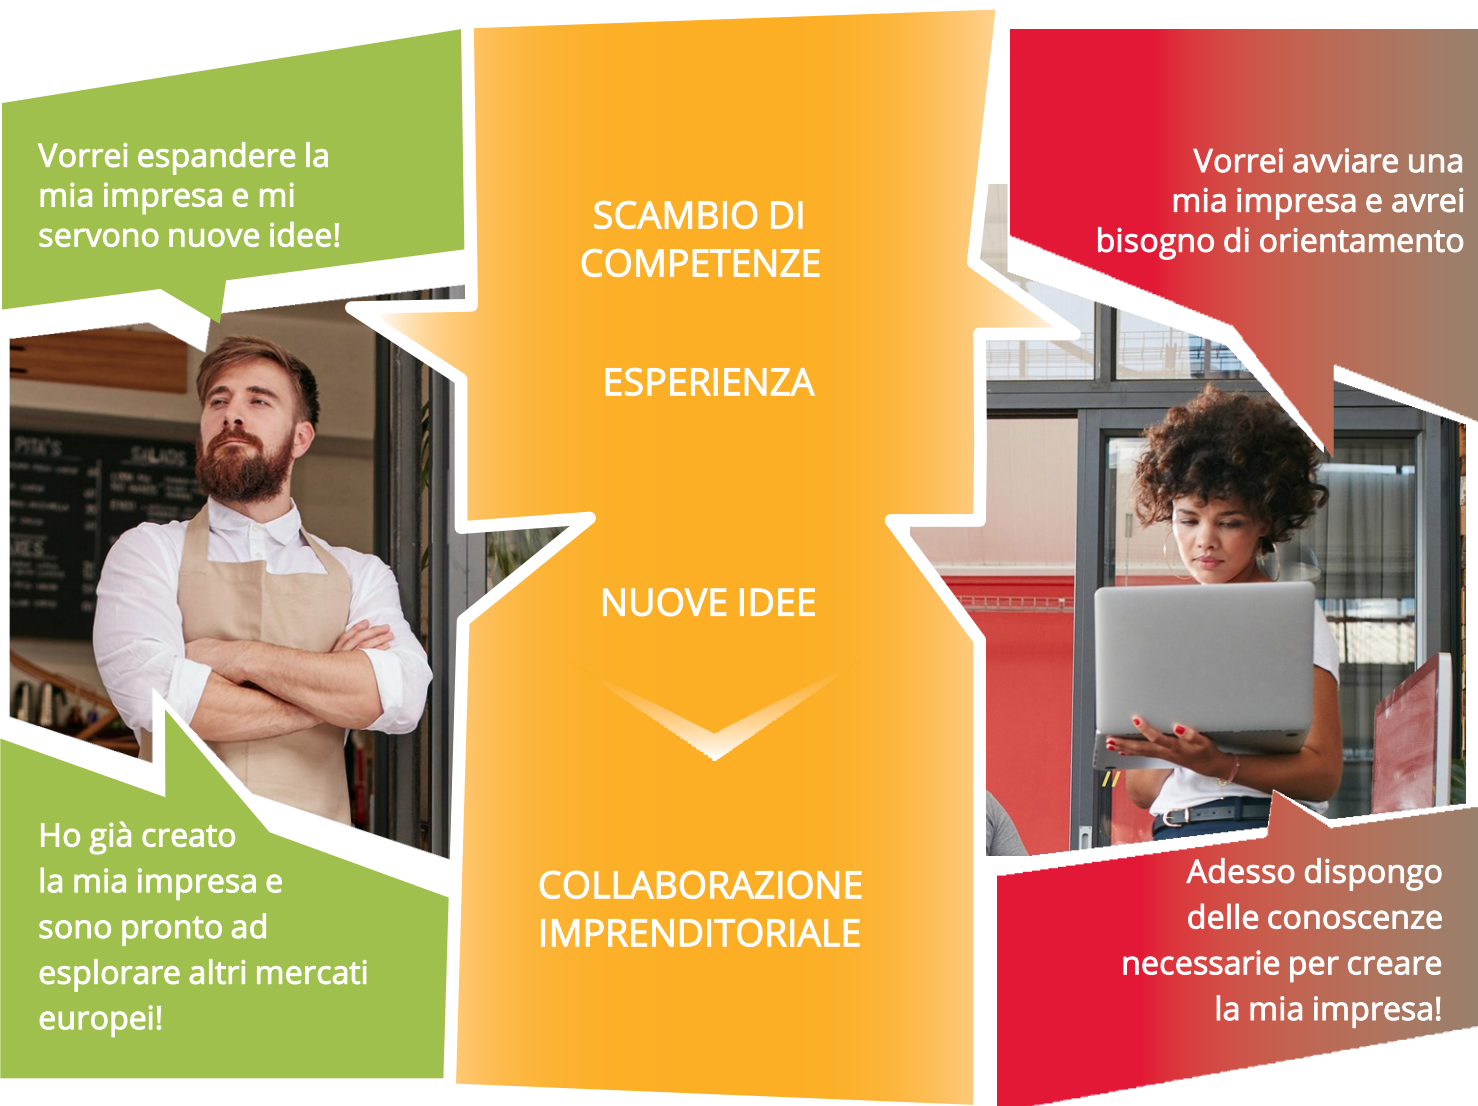 Vorrei espandere la
mia impresa e mi
servono nuove idee!
SCAMBIO DI
COMPETENZE
ESPERIENZA
NUOVE IDEE
COLLABORAZIONE
IMPRENDITORIALE
Vorrei avviare una
mia impresa e avrei
bisogno di orientamento
PITA'S
SALADS
Ho già creato
la mia impresa e
sono pronto ad
esplorare altri mercati
europei!
Adesso dispongo
delle conoscenze
necessarie per creare
la mia impresa!